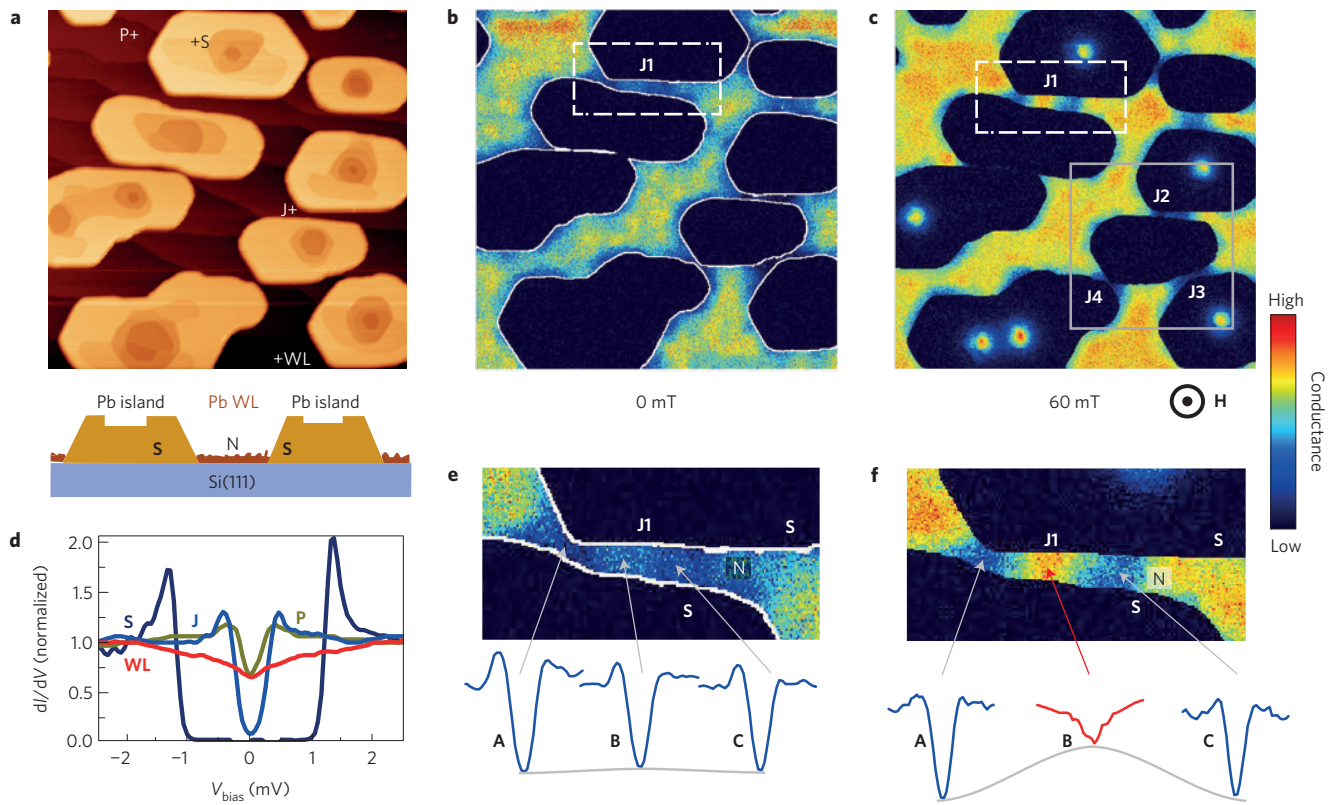 a
P+
+S
J+
+WL
Pb island
Pb WL
Pb island
S
N
S
Si(111)
b
J1
0 mT
c
J1
J2
J4
J3
60 mT
H
High
Conductance
Low
d
dI/dV (normalized)
2.0
1.5
1.0
0.5
0.0
S
J
P
WL
−2
−1
0
1
2
Vbias (mV)
e
J1
S
N
S
A
B
C
f
J1
S
N
S
A
B
C